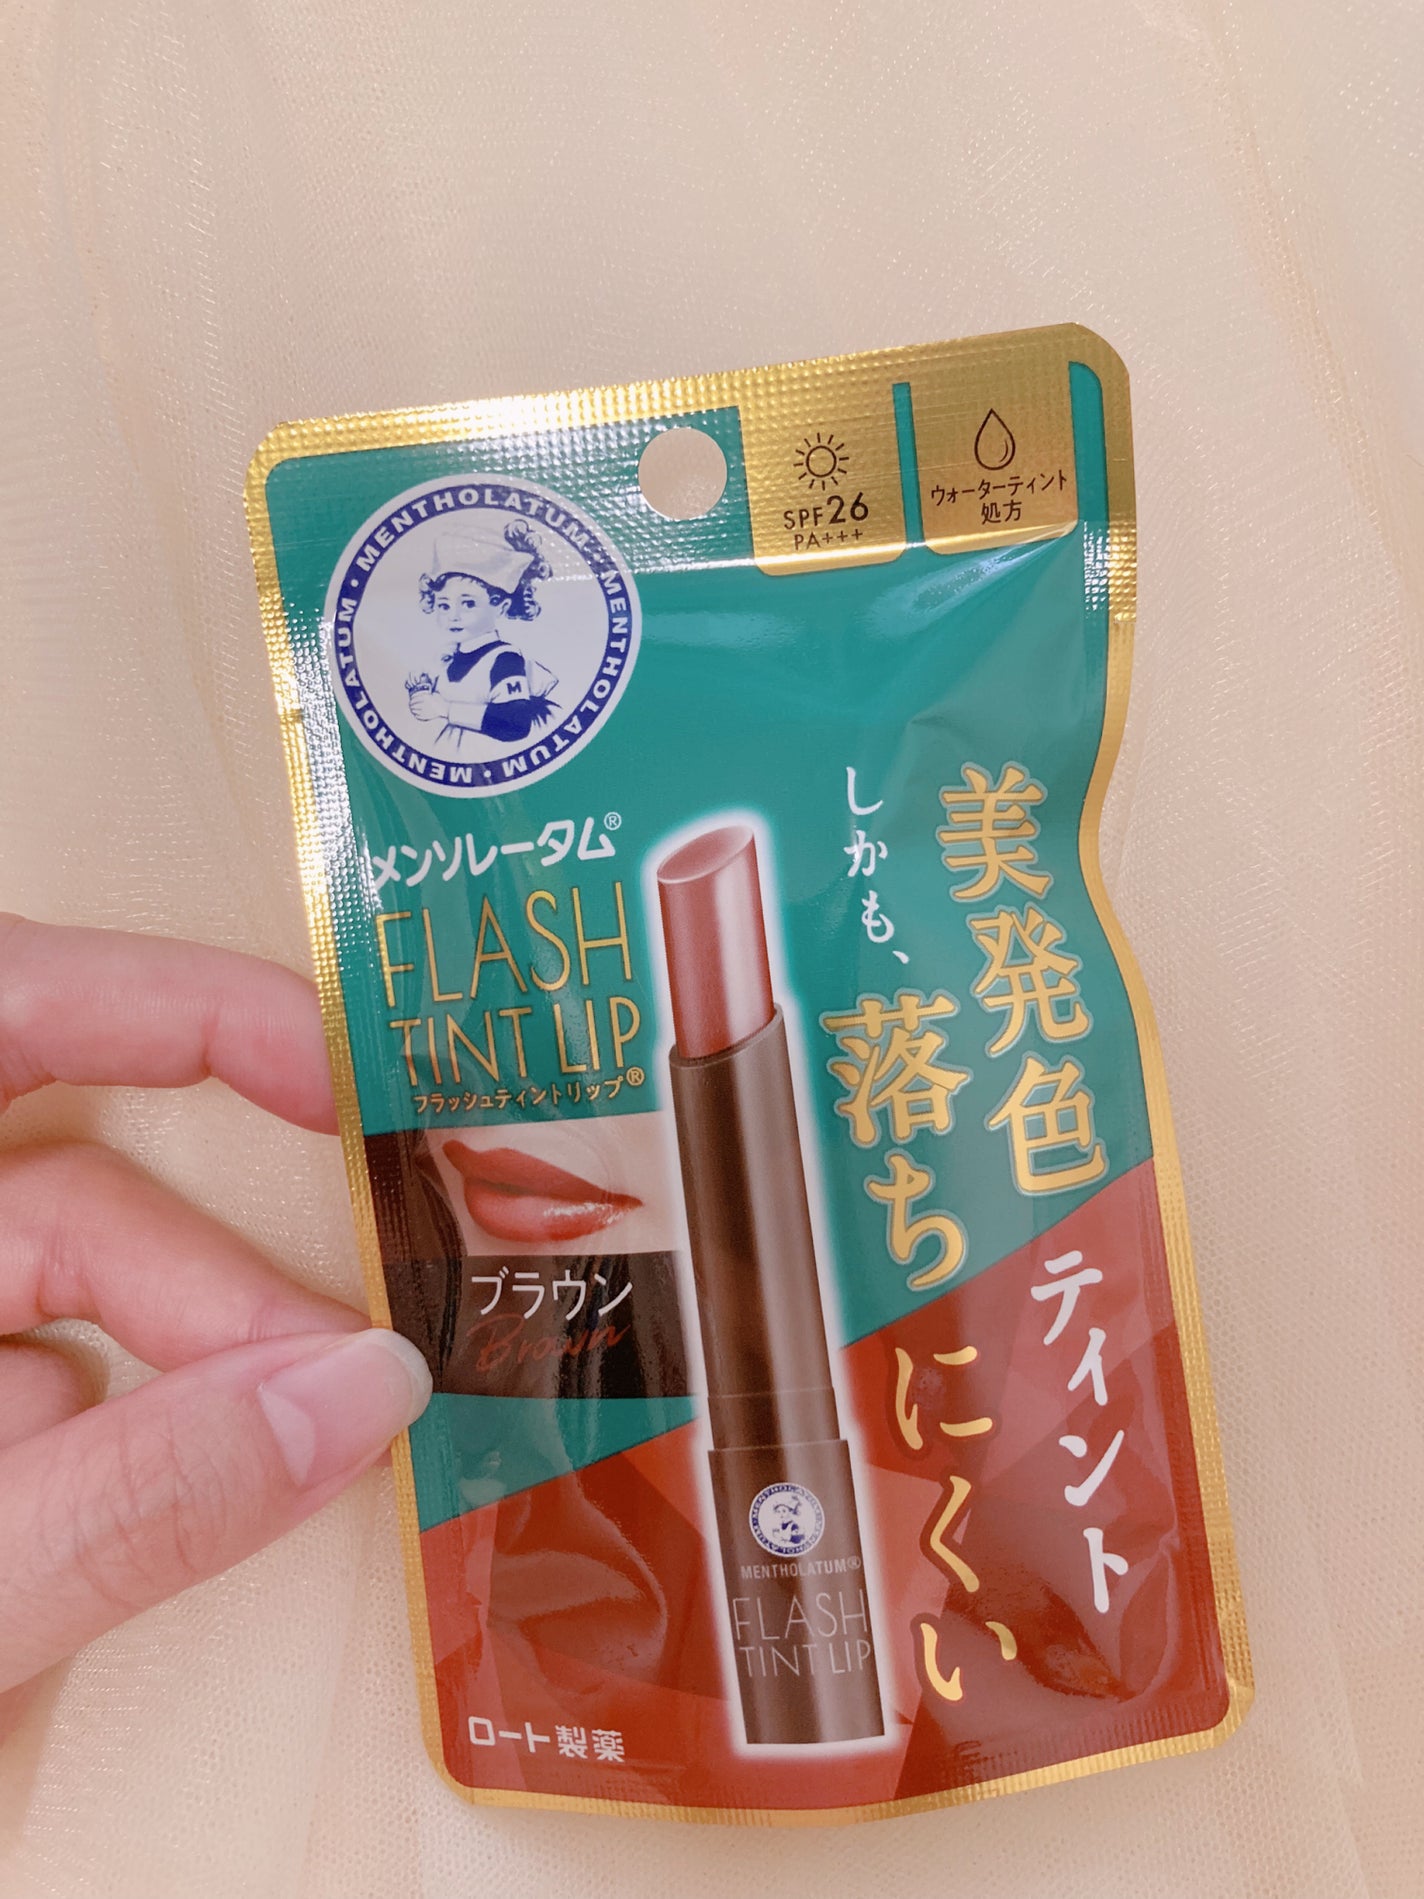 SPF26
PA+++
ウォーターティント
処方
MENTHOLATUM・MENTHOLATUM・MENTHOLATUM・MENTHOLATUM・
M
メンソレータム®
FLASH
TINT LIP
フラッシュティントリップ®
ブラウン
Brown
美発色ティント
しかも、落ちにくい
MENTHOLATUM®
FLASH
TINT LIP
ロート製薬